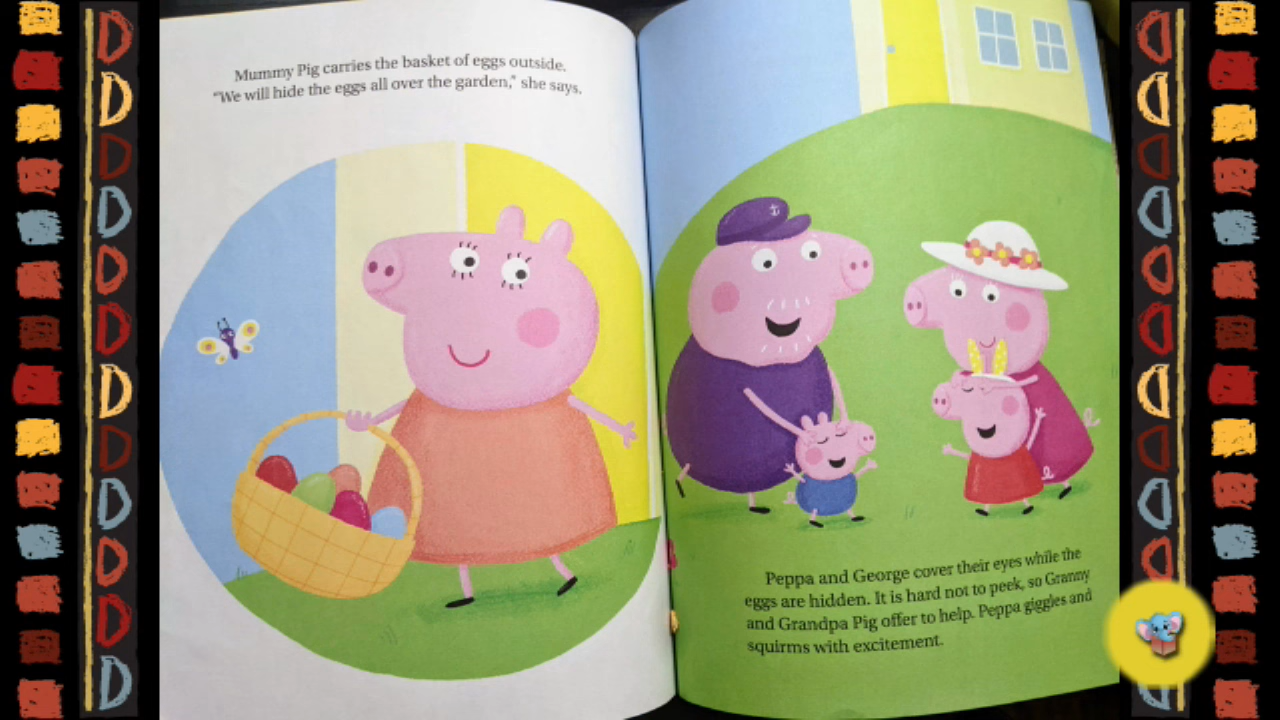 Mummy Pig carries the basket of eggs outside.
“We will hide the eggs all over the garden,” she says.
Peppa and George cover their eyes while the
eggs are hidden. It is hard not to peek, so Granny
and Grandpa Pig offer to help. Peppa giggles and
squirms with excitement.